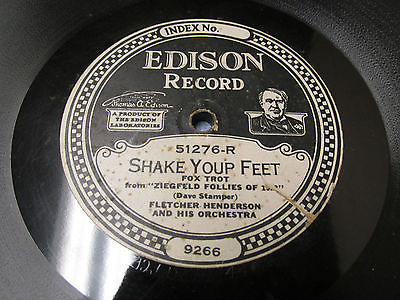 INDEX No.
EDISON
RECORD
Thomas A. Edison
A PRODUCT OF
THE EDISON
LABORATORIES
51276-R
SHAKE YOUR FEET
FOX TROT
from "ZIEGFELD FOLLIES OF
(Dave Stamper)
FLETCHER HENDERSON
AND HIS ORCHESTRA
9266